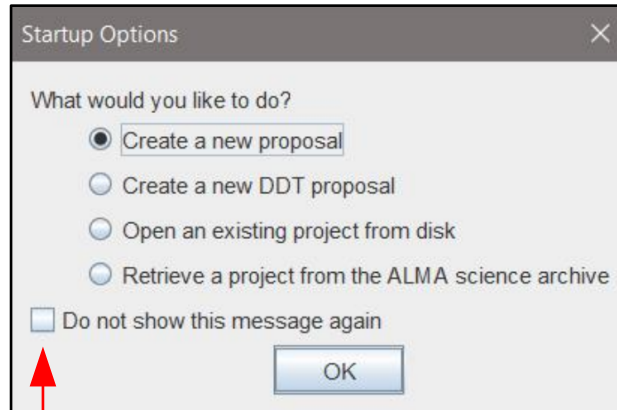 Startup Options
What would you like to do?
Create a new proposal
Create a new DDT proposal
Open an existing project from disk
Retrieve a project from the ALMA science archive
Do not show this message again
OK